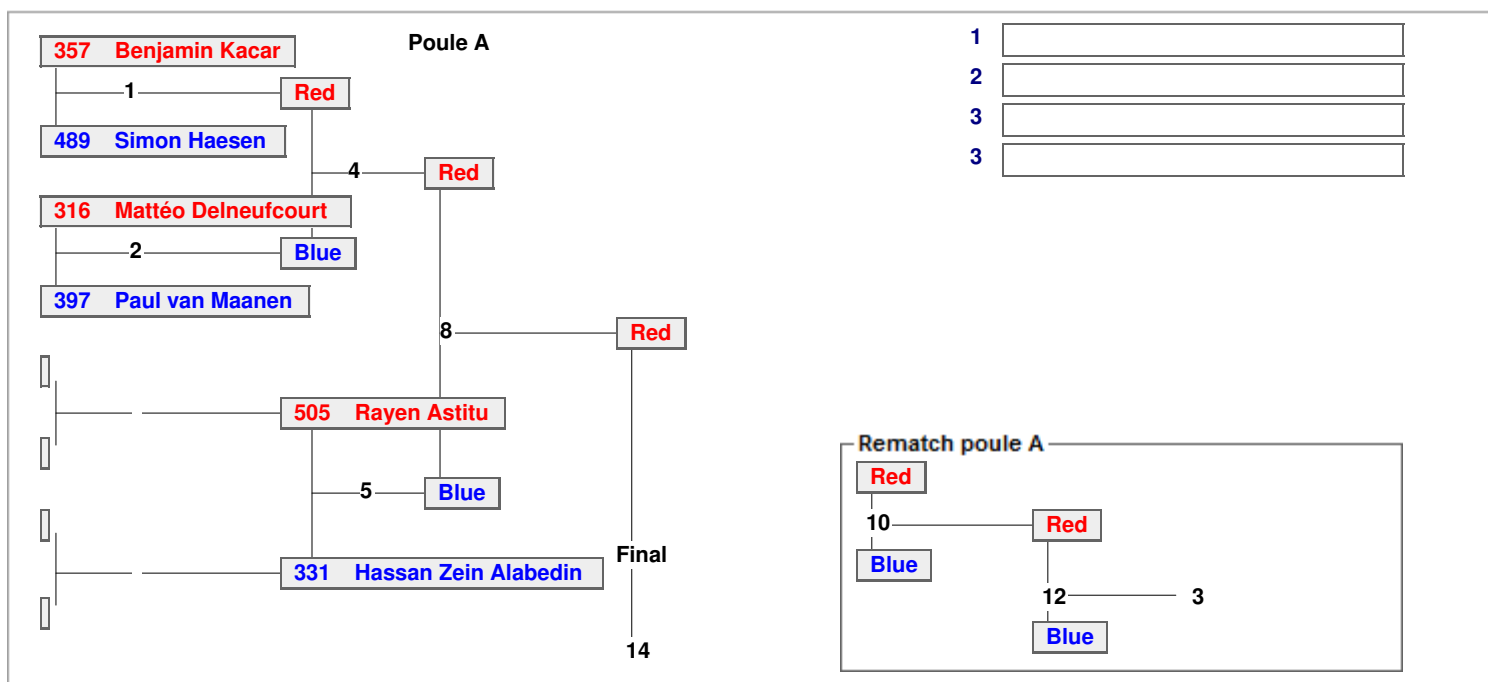 357 Benjamin Kacar
Poule A
1
1
Red
2
489 Simon Haesen
3
3
4
Red
316 Mattéo Delneufcourt
2
Blue
397 Paul van Maanen
8
Red
505 Rayen Astitu
Rematch poule A
Red
5
Blue
10
Red
Final
Blue
331 Hassan Zein Alabedin
12
3
Blue
14